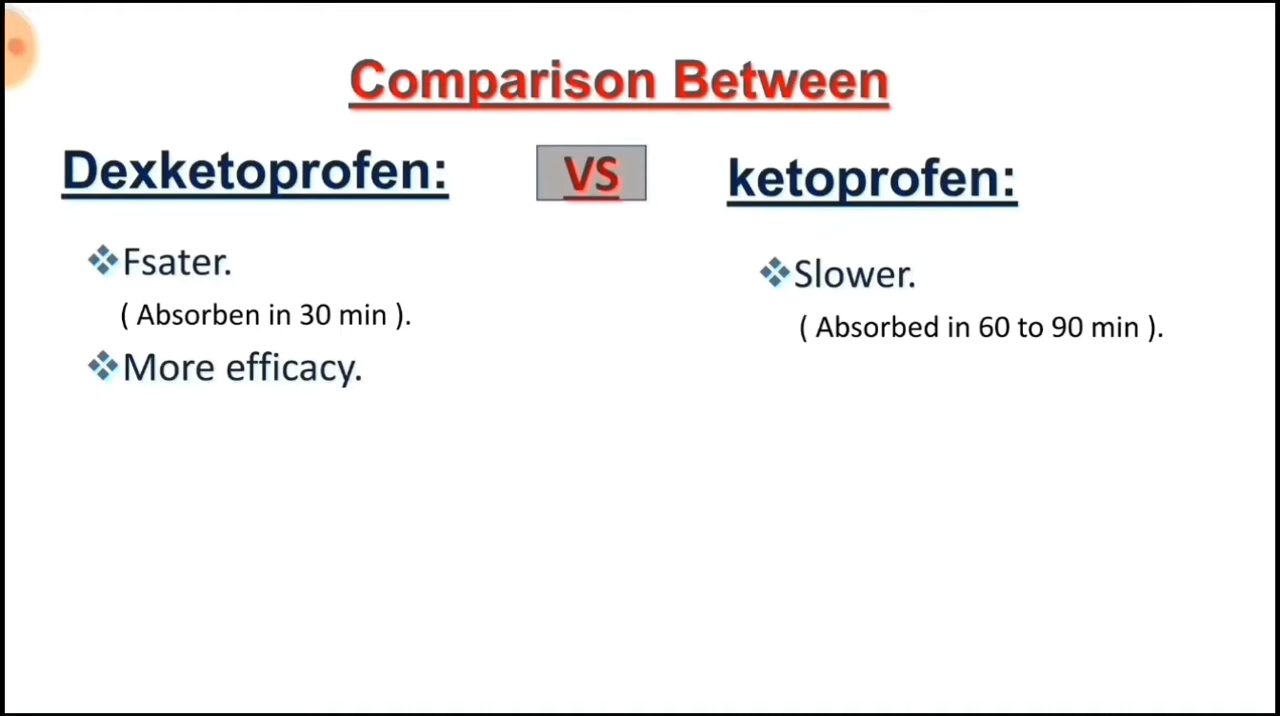 Comparison Between
Dexketoprofen:
VS
ketoprofen:
Fsater.
( Absorben in 30 min ).
More efficacy.
Slower.
( Absorbed in 60 to 90 min ).